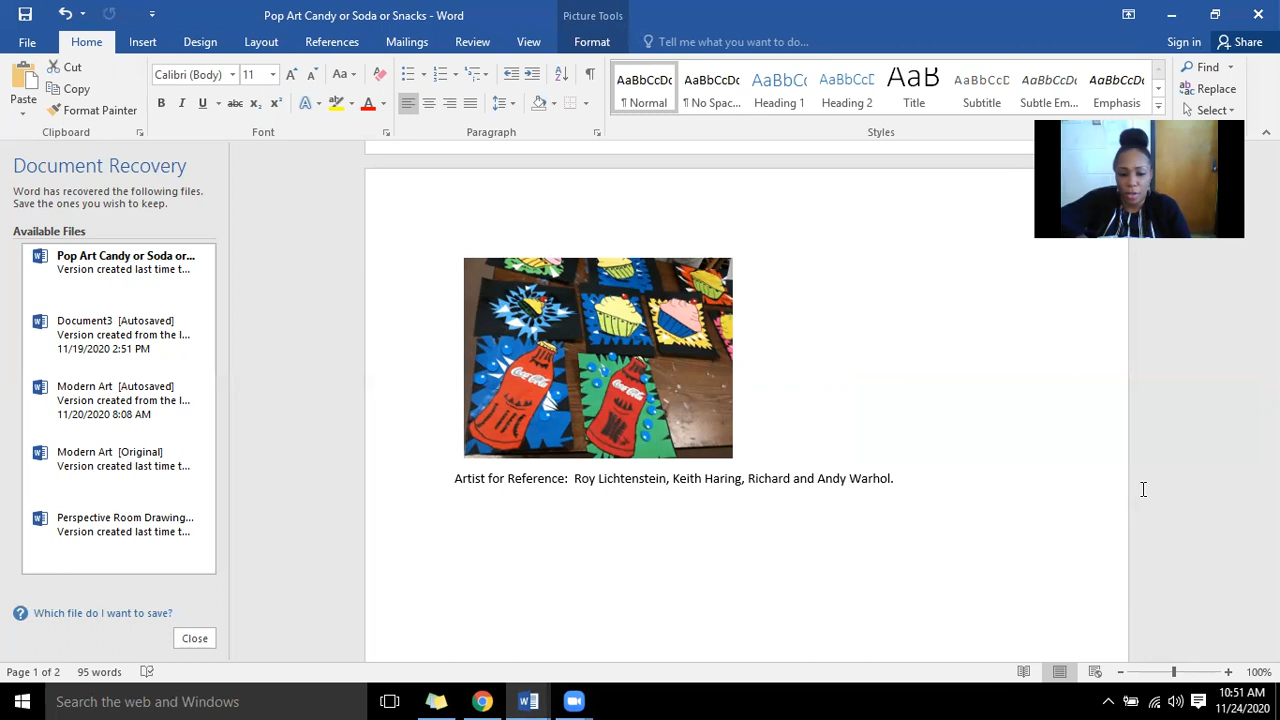 Pop Art Candy or Soda or Snacks - Word
Picture Tools
File
Home
Insert
Design
Layout
References
Mailings
Review
View
Format
Tell me what you want to do...
Sign in
Share
Paste
Cut
Copy
Format Painter
Clipboard
Calibri (Body)
11
Font
Paragraph
AaBbCcDc
¶ Normal
AaBbCcDc
¶ No Spac...
AaBbCc
Heading 1
AaBbCcD
Heading 2
AaB
Title
AaBbCcD
Subtitle
AaBbCcDc
Subtle Em...
AaBbCcDc
Emphasis
Styles
Find
Replace
Select
Document Recovery
Word has recovered the following files.
Save the ones you wish to keep.
Available Files
Pop Art Candy or Soda or...
Version created last time t...
Document3 [Autosaved]
Version created from the l...
11/19/2020 2:51 PM
Modern Art [Autosaved]
Version created from the l...
11/20/2020 8:08 AM
Modern Art [Original]
Version created last time t...
Perspective Room Drawing...
Version created last time t...
Which file do I want to save?
Close
Coca Cola
Coca Cola
Artist for Reference: Roy Lichtenstein, Keith Haring, Richard and Andy Warhol.
Page 1 of 2
95 words
100%
Search the web and Windows
10:51 AM
11/24/2020